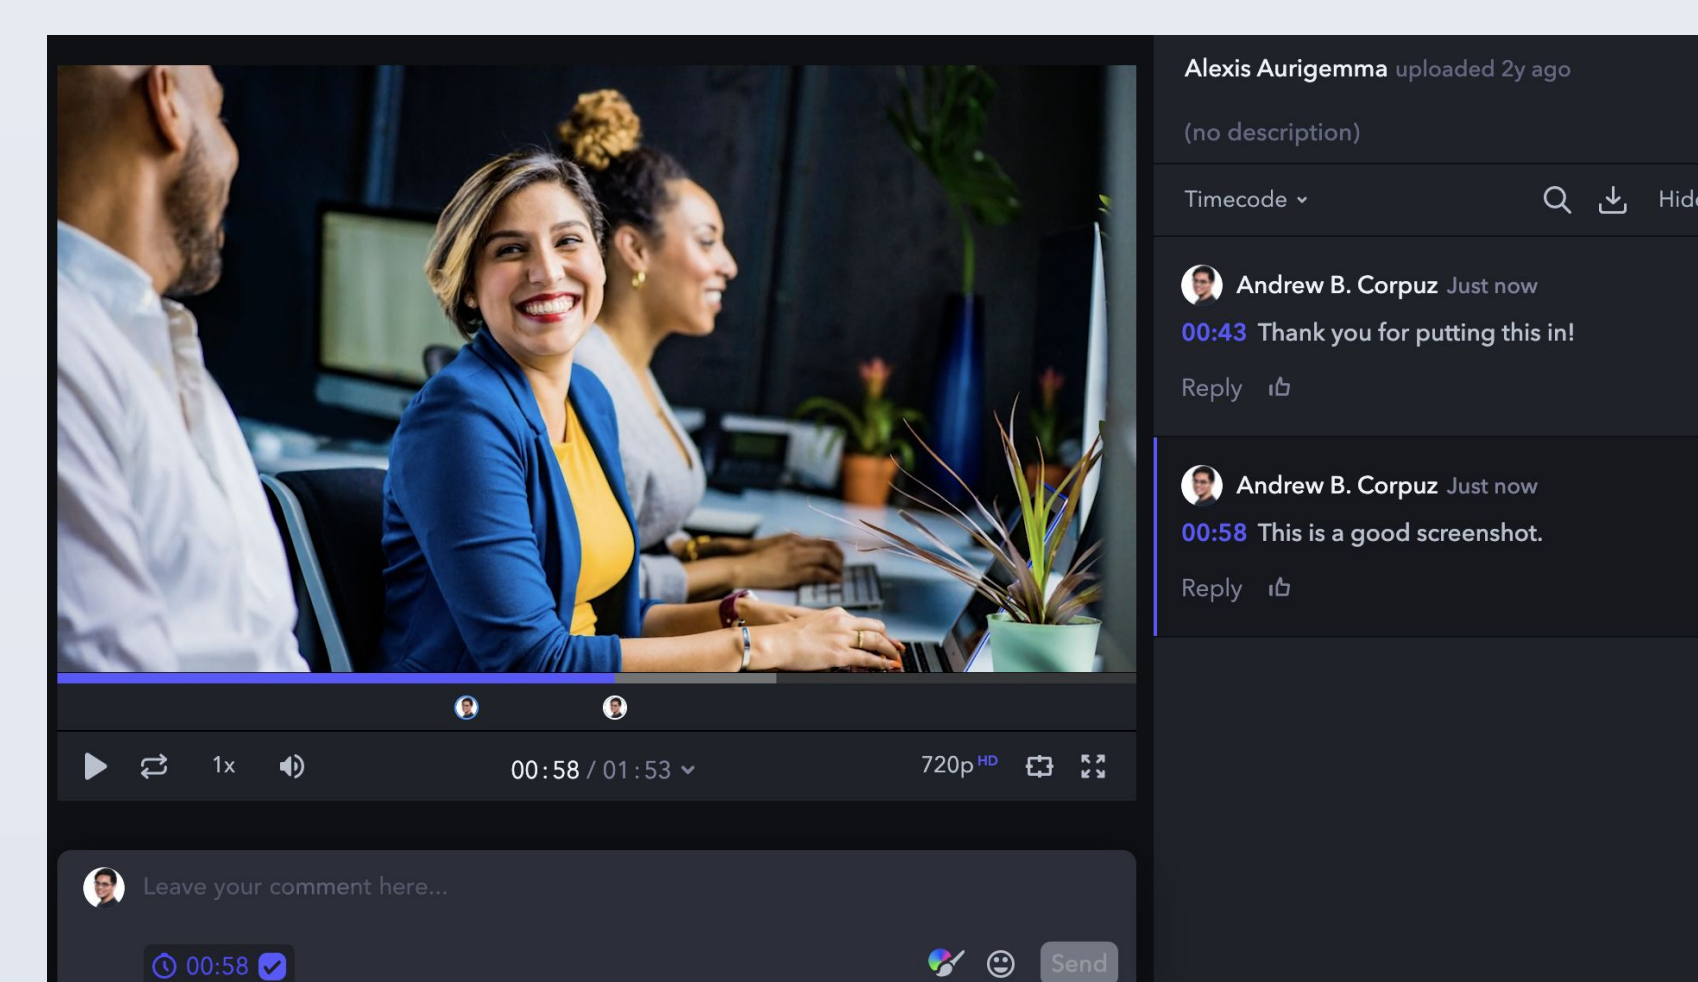 Alexis Aurigemma uploaded 2y ago
(no description)
Timecode
Hide
Andrew B. Corpuz Just now
00:43 Thank you for putting this in!
Reply
Andrew B. Corpuz Just now
00:58 This is a good screenshot.
Reply
1x
00:58 / 01:53
720p HD
Leave your comment here...
00:58
Send